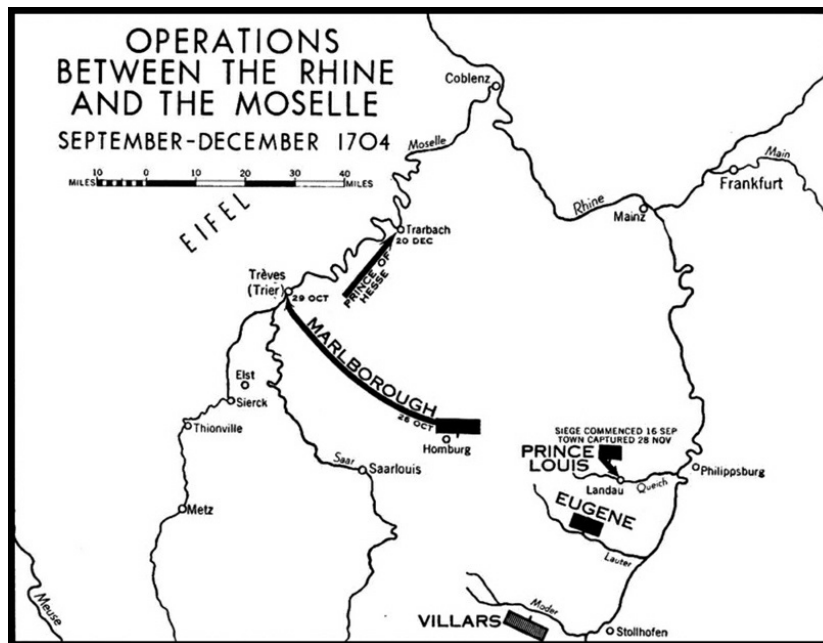 OPERATIONS
BETWEEN THE RHINE
AND THE MOSELLE
SEPTEMBER-DECEMBER 1704
MILES 10 0 10 20 30 40 MILES
EIFEL
Coblenz
Moselle
Rhine
Mainz
Main
Frankfurt
Trarbach
20 DEC
PRINCE OF
HESSE
Trèves
(Trier)
29 OCT
MARLBOROUGH
26 OCT
Homburg
Elst
Sierck
Thionville
Saar
Saarlouis
Metz
Meuse
SIEGE COMMENCED 16 SEP
TOWN CAPTURED 28 NOV
PRINCE
LOUIS
Landau
Queich
Philippsburg
EUGENE
Lauter
Moder
VILLARS
Stollhofen